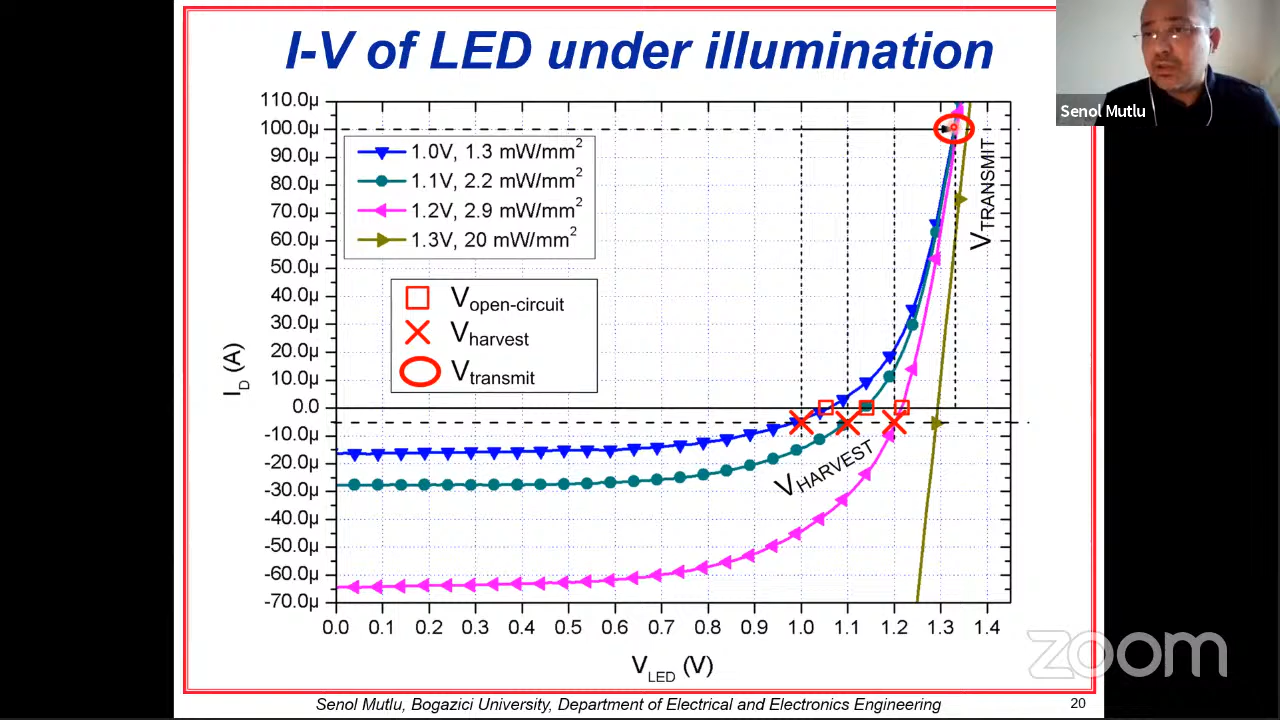 I-V of LED under illumination
Senol Mutlu
110.0µ
100.0µ
90.0µ
80.0µ
70.0µ
60.0µ
50.0µ
40.0µ
30.0µ
20.0µ
10.0µ
0.0
-10.0µ
-20.0µ
-30.0µ
-40.0µ
-50.0µ
-60.0µ
-70.0µ
I_D (A)
1.0V, 1.3 mW/mm²
1.1V, 2.2 mW/mm²
1.2V, 2.9 mW/mm²
1.3V, 20 mW/mm²
V_open-circuit
V_harvest
V_transmit
V_TRANSMIT
V_HARVEST
0.0 0.1 0.2 0.3 0.4 0.5 0.6 0.7 0.8 0.9 1.0 1.1 1.2 1.3 1.4
V_LED (V)
zoom
Senol Mutlu, Bogazici University, Department of Electrical and Electronics Engineering
20